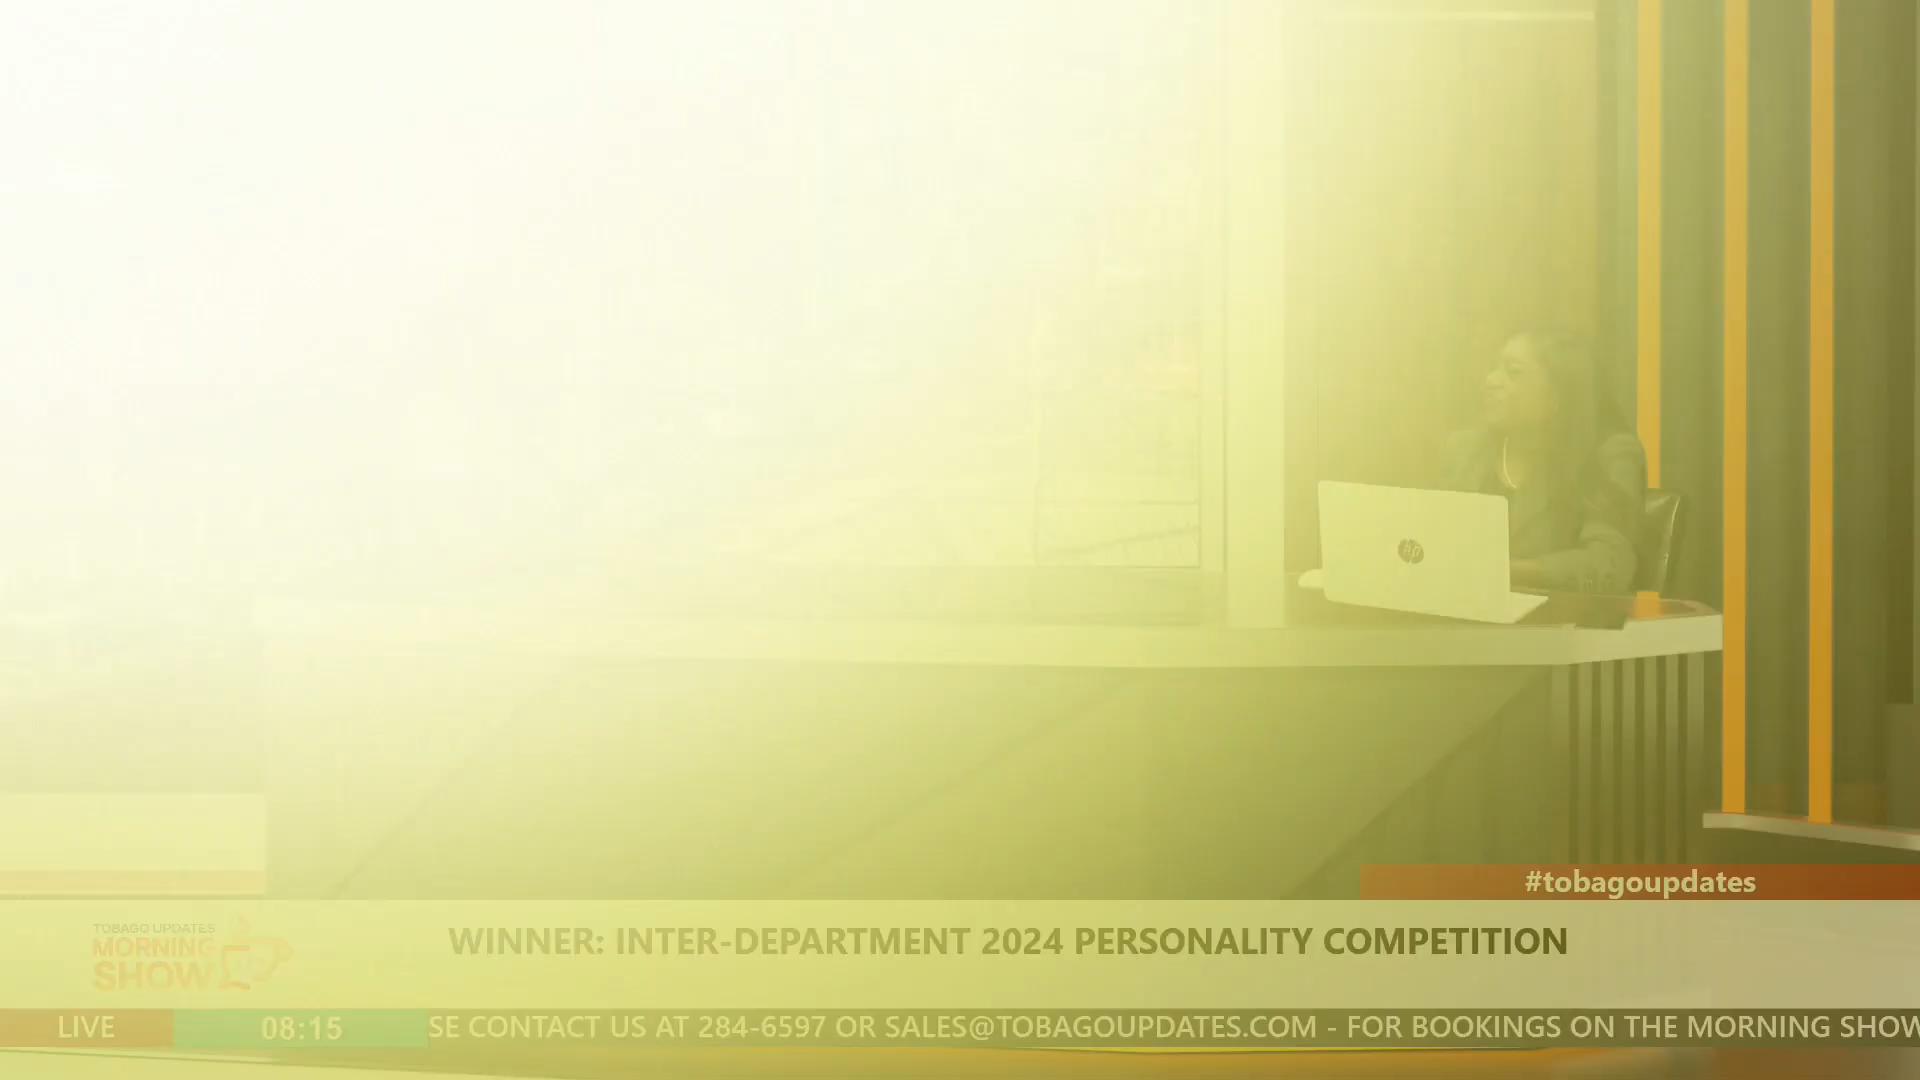 hp
#tobagoupdates
TOBAGO UPDATES
MORNING
SHOW
WINNER: INTER-DEPARTMENT 2024 PERSONALITY COMPETITION
LIVE
08:15
SE CONTACT US AT 284-6597 OR SALES@TOBAGOUPDATES.COM - FOR BOOKINGS ON THE MORNING SHOW